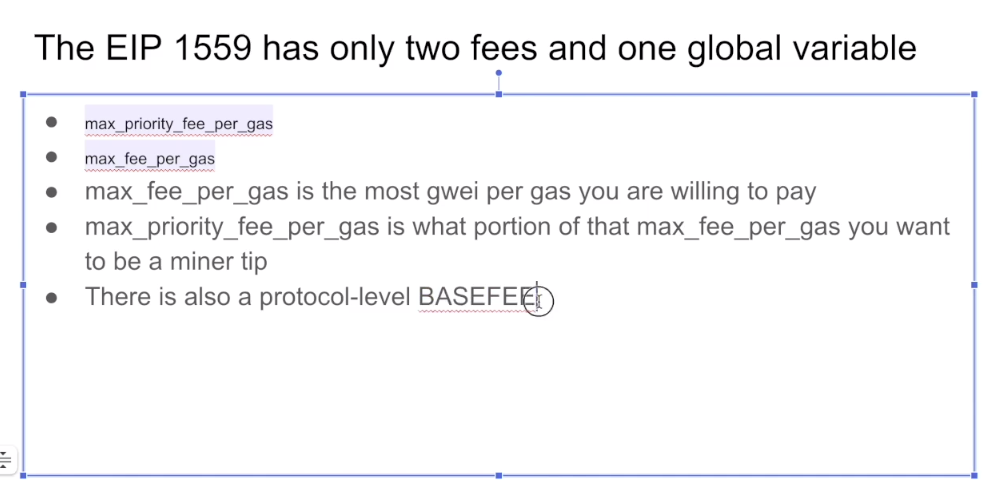 The EIP 1559 has only two fees and one global variable
● max_priority_fee_per_gas
● max_fee_per_gas
● max_fee_per_gas is the most gwei per gas you are willing to pay
● max_priority_fee_per_gas is what portion of that max_fee_per_gas you want
to be a miner tip
● There is also a protocol-level BASEFEE